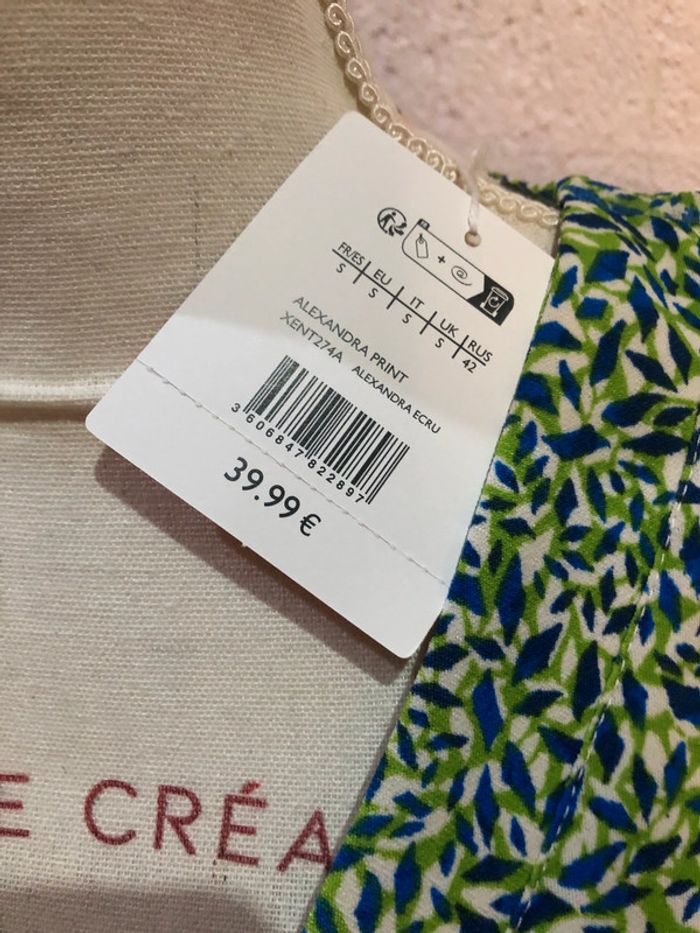 FR/ES EU IT UK RUS
S S S S 42
ALEXANDRA PRINT
XENT274A ALEXANDRA ECRU
3 606847 822897
39.99 €
E CRÉA